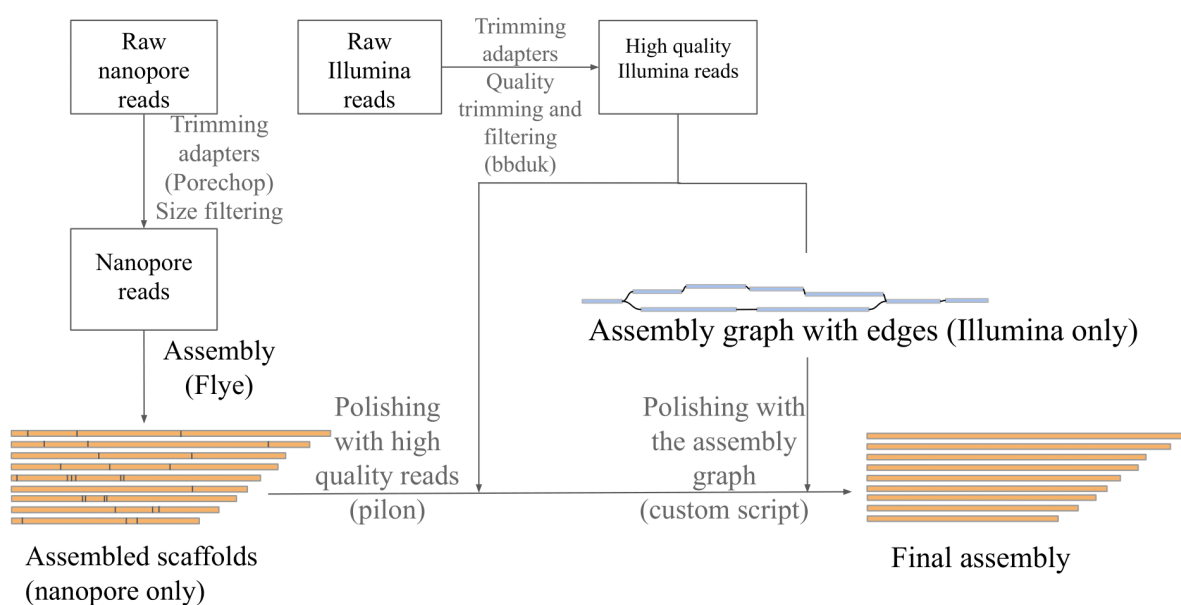 Raw
nanopore
reads
Raw
Illumina
reads
Trimming
adapters
Quality
trimming and
filtering
(bbduk)
High quality
Illumina reads
Trimming
adapters
(Porechop)
Size filtering
Nanopore
reads
Assembly
(Flye)
Assembly graph with edges (Illumina only)
Polishing
with high
quality reads
(pilon)
Polishing with
the assembly
graph
(custom script)
Assembled scaffolds
(nanopore only)
Final assembly